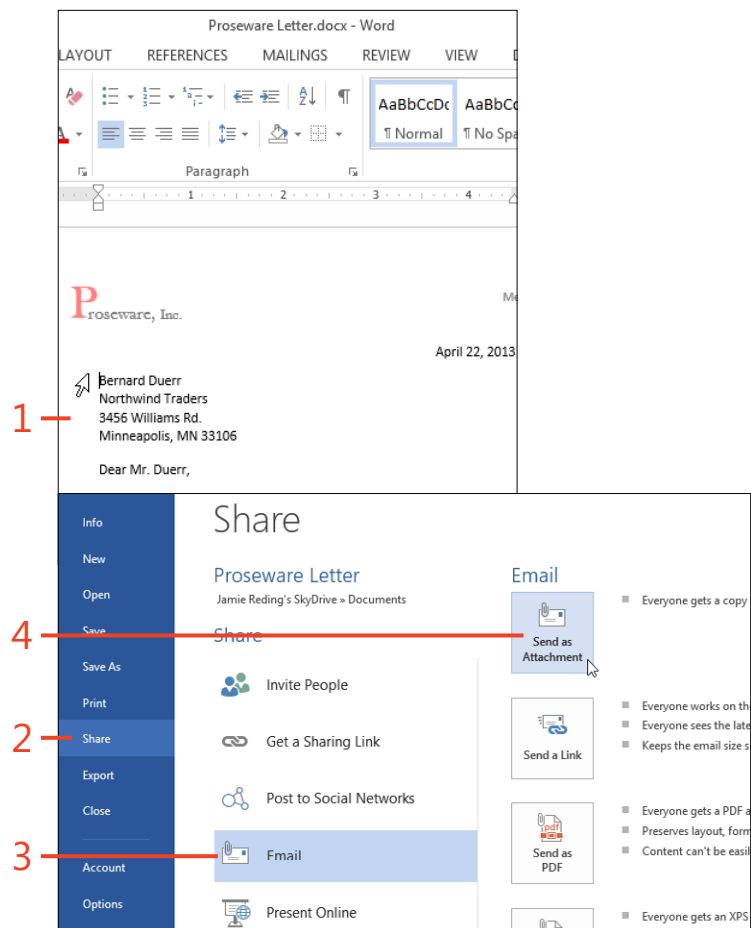 Proseware Letter.docx - Word
LAYOUT REFERENCES MAILINGS REVIEW VIEW
AaBbCcDc AaBbCc
¶ Normal ¶ No Spa
Paragraph
1 2 3 4
Proseware, Inc.
Me
April 22, 2013
1
Bernard Duerr
Northwind Traders
3456 Williams Rd.
Minneapolis, MN 33106
Dear Mr. Duerr,
Info
New
Open
Save
Save As
Print
Share
Export
Close
Account
Options
2
3
4
Share
Proseware Letter
Jamie Reding's SkyDrive » Documents
Share
Invite People
Get a Sharing Link
Post to Social Networks
Email
Present Online
Email
Send as
Attachment
Everyone gets a copy
Send a Link
Everyone works on th
Everyone sees the late
Keeps the email size s
pdf
Send as
PDF
Everyone gets a PDF a
Preserves layout, form
Content can't be easil
Everyone gets an XPS